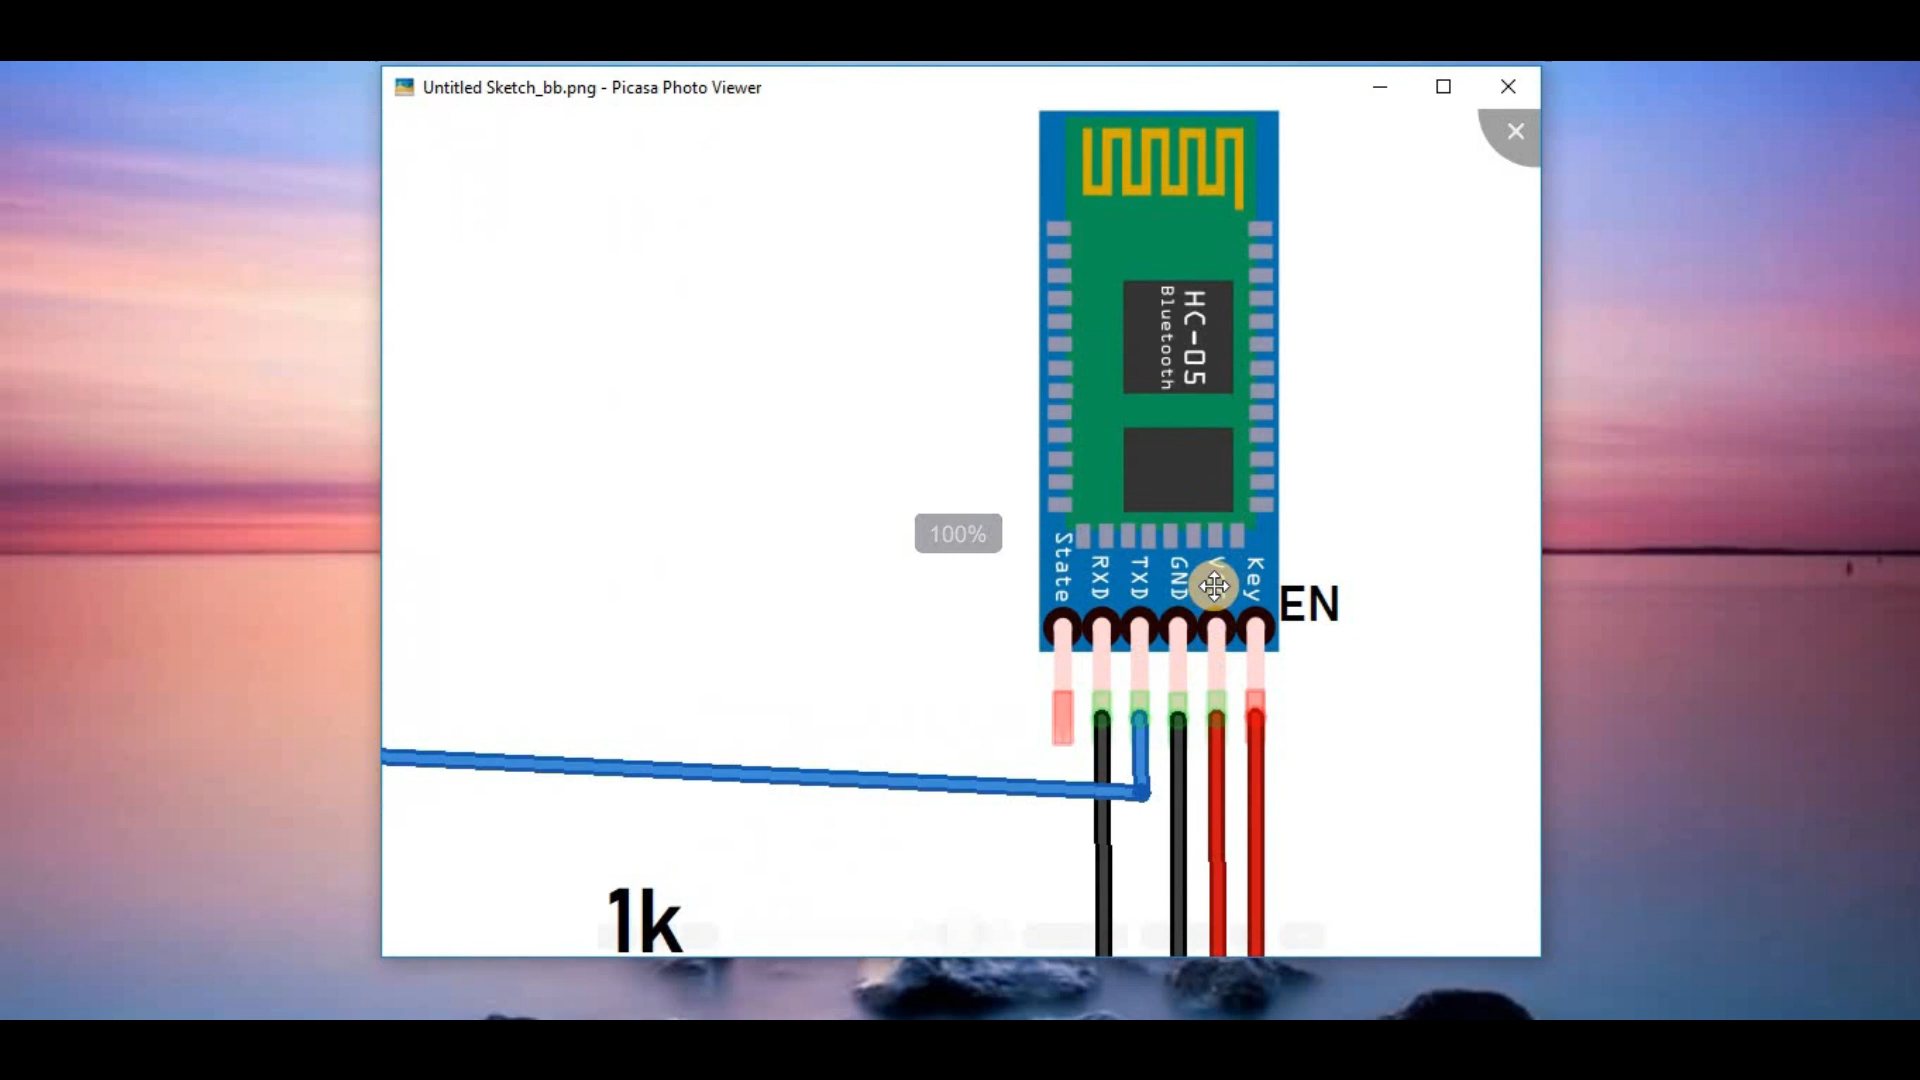 Untitled Sketch_bb.png - Picasa Photo Viewer
HC-05
Bluetooth
100%
State
RXD
TXD
GND
Key
EN
1k